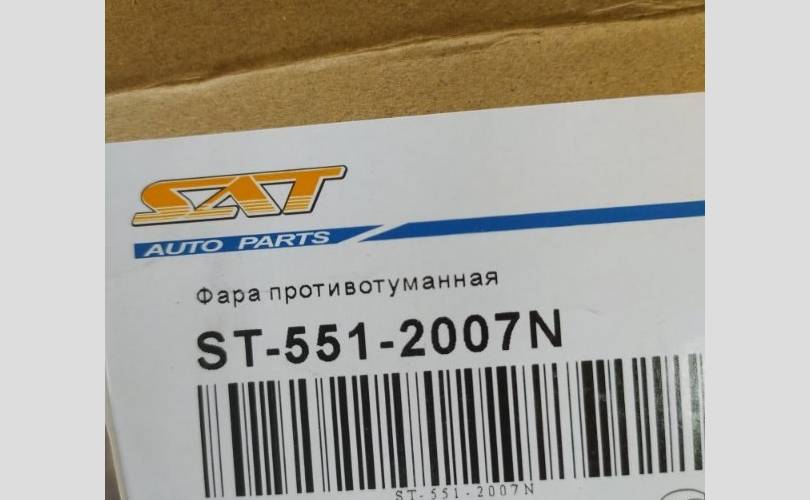 SAT
AUTO PARTS
Фара противотуманная
ST-551-2007N
ST-551-2007N